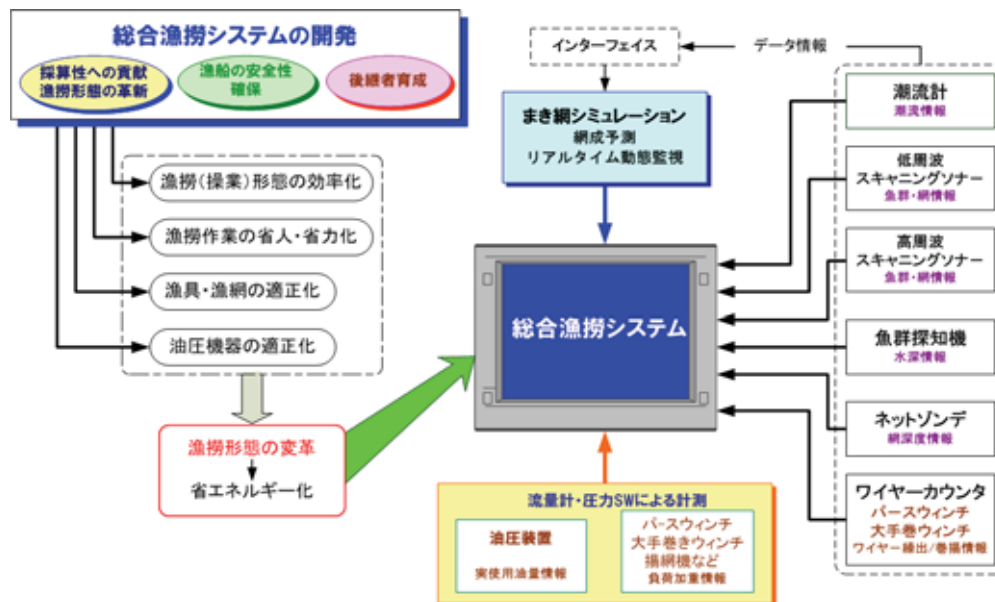 総合漁撈システムの開発
採算性への貢献
漁撈形態の革新
漁船の安全性
確保
後継者育成
漁撈(操業)形態の効率化
漁撈作業の省人・省力化
漁具・漁網の適正化
油圧機器の適正化
漁撈形態の変革
省エネルギー化
インターフェイス
データ情報
まき網シミュレーション
網成予測
リアルタイム動態監視
総合漁撈システム
流量計・圧力SWによる計測
油圧装置
実使用油量情報
パースウィンチ
大手巻きウィンチ
揚網機など
負荷加重情報
潮流計
潮流情報
低周波
スキャニングソナー
魚群・網情報
高周波
スキャニングソナー
魚群・網情報
魚群探知機
水深情報
ネットゾンデ
網深度情報
ワイヤーカウンタ
パースウィンチ
大手巻ウィンチ
ワイヤー繰出/巻揚情報